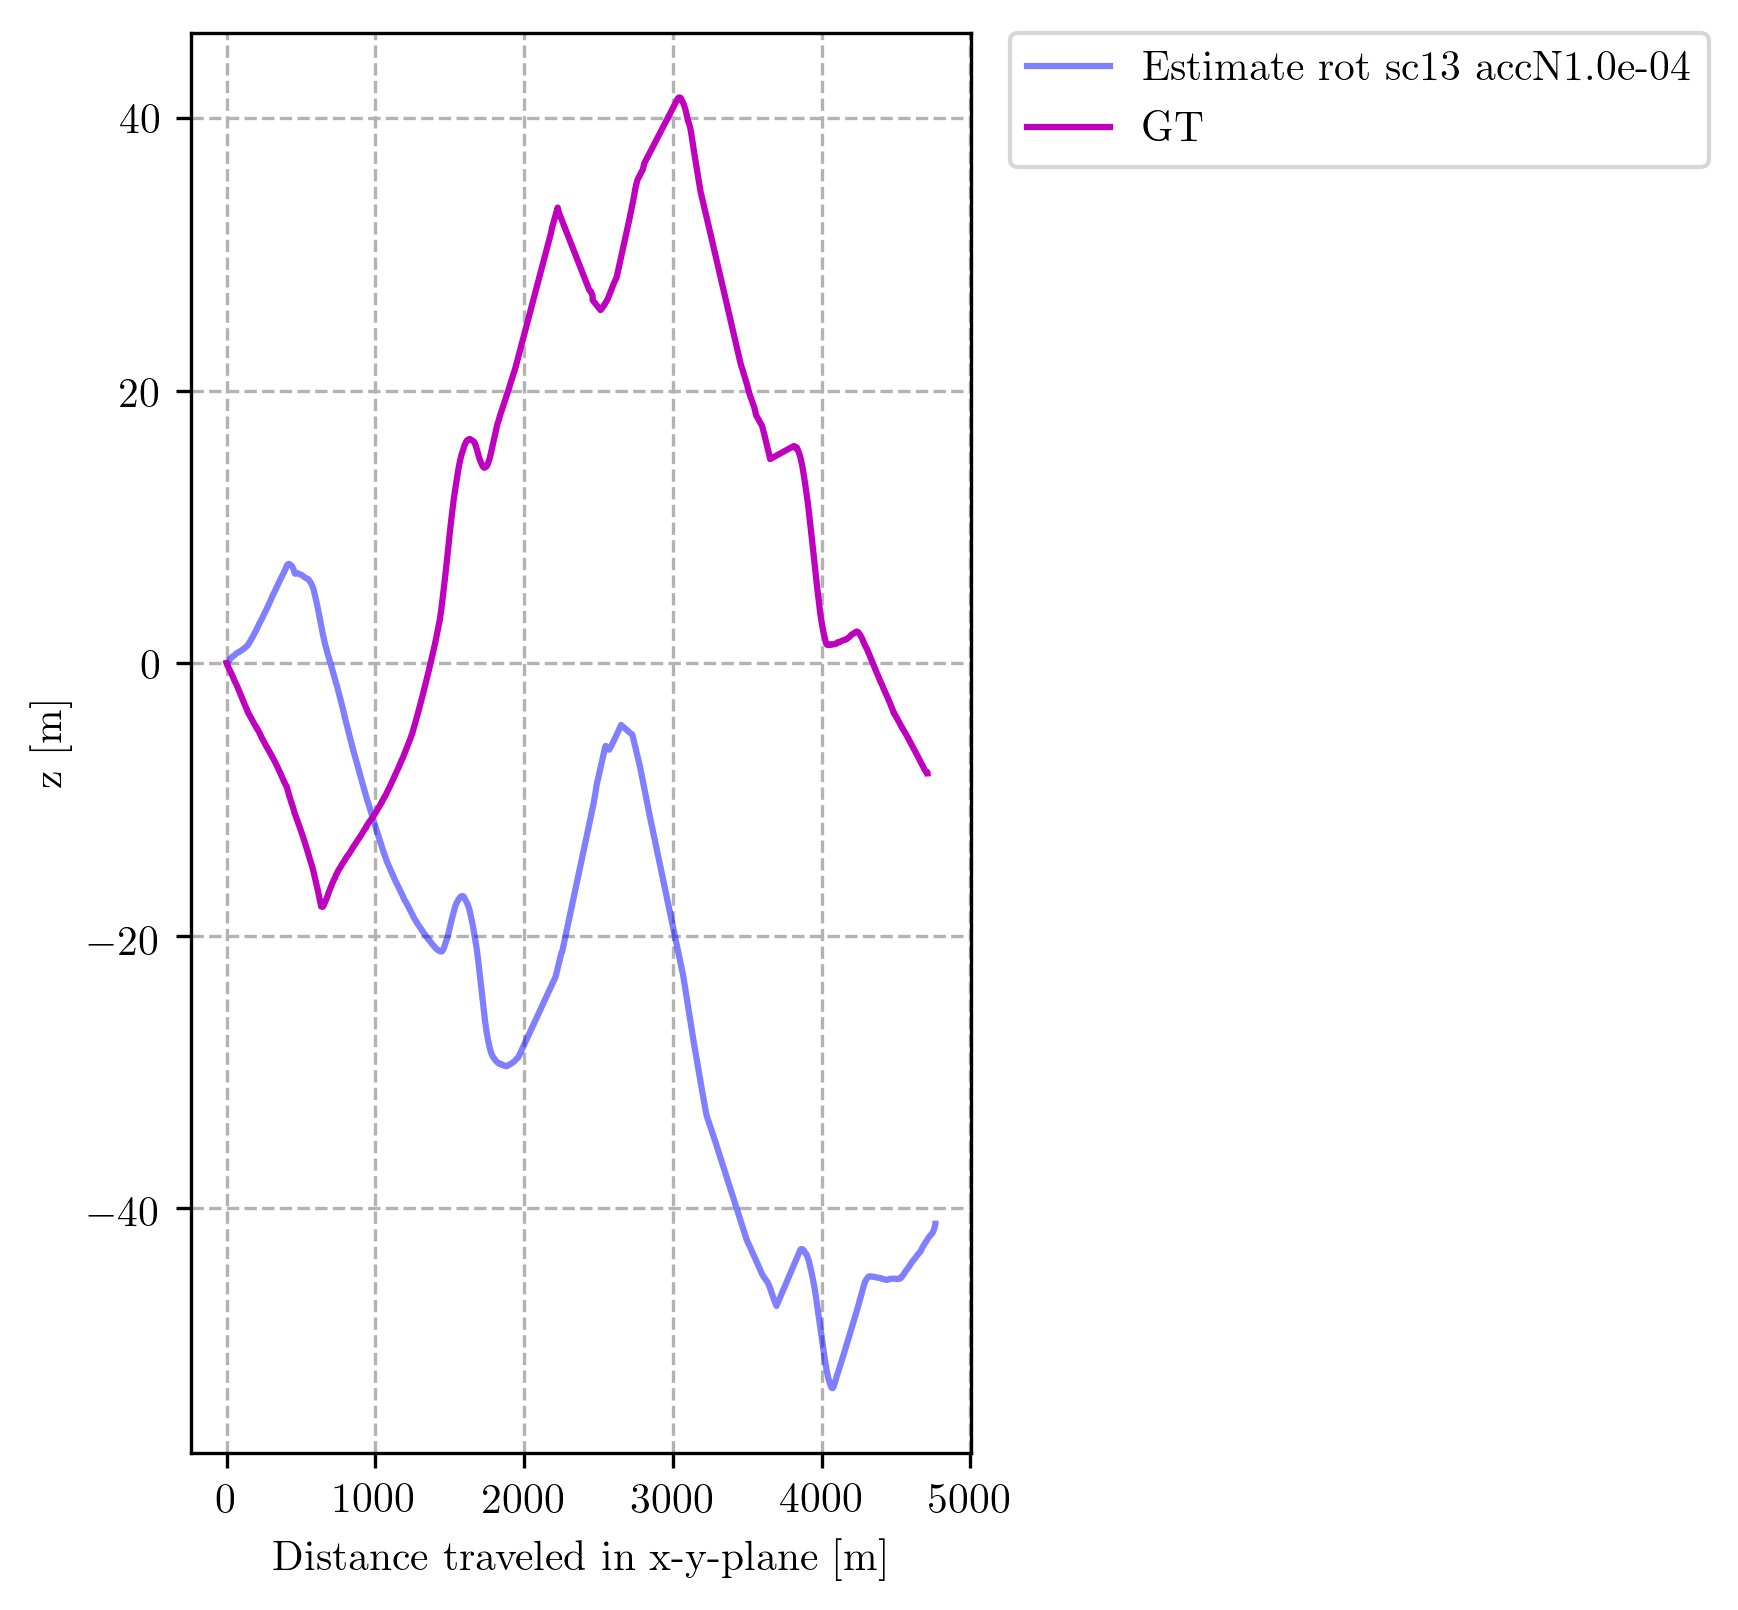 Estimate rot sc13 accN1.0e-04
GT
40
20
0
−20
−40
z [m]
0 1000 2000 3000 4000 5000
Distance traveled in x-y-plane [m]